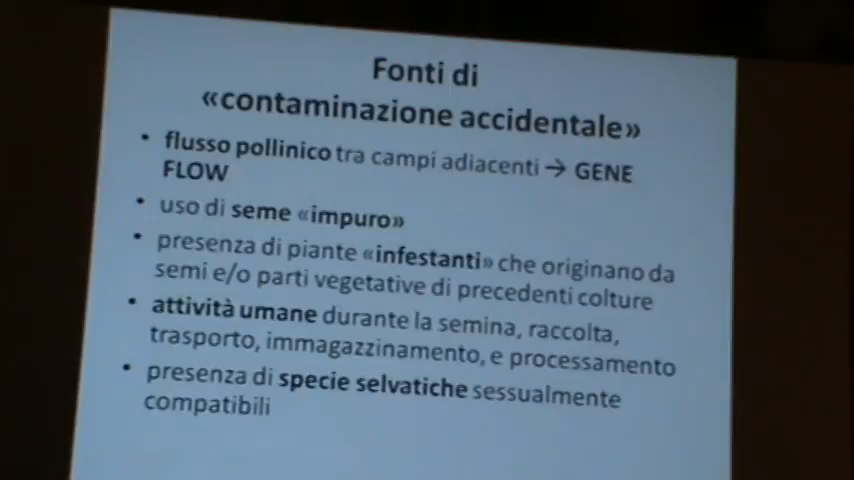 Fonti di
«contaminazione accidentale»
• flusso pollinico tra campi adiacenti → GENE
FLOW
• uso di seme «impuro»
• presenza di piante «infestanti» che originano da
semi e/o parti vegetative di precedenti colture
• attività umane durante la semina, raccolta,
trasporto, immagazzinamento, e processamento
• presenza di specie selvatiche sessualmente
compatibili